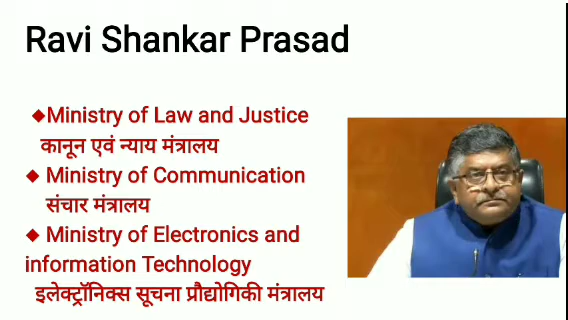 Ravi Shankar Prasad
◆Ministry of Law and Justice
कानून एवं न्याय मंत्रालय
◆ Ministry of Communication
संचार मंत्रालय
◆ Ministry of Electronics and
information Technology
इलेक्ट्रॉनिक्स सूचना प्रौद्योगिकी मंत्रालय